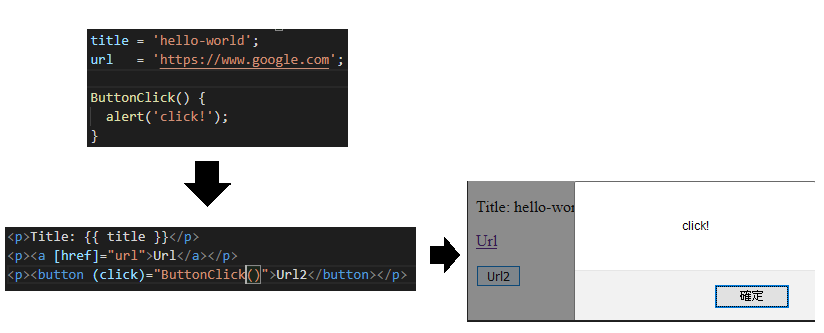 title = 'hello-world';
url = 'https://www.google.com';
ButtonClick() {
alert('click!');
}
<p>Title: {{ title }}</p>
<p><a [href]="url">Url</a></p>
<p><button (click)="ButtonClick()">Url2</button></p>
Title: hello-wor
Url
Url2
click!
確定